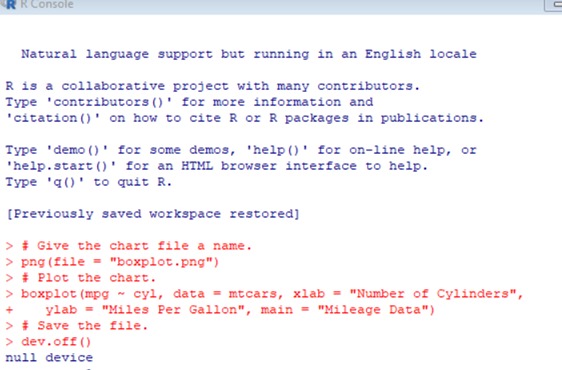 R Console
Natural language support but running in an English locale
R is a collaborative project with many contributors.
Type 'contributors()' for more information and
'citation()' on how to cite R or R packages in publications.
Type 'demo()' for some demos, 'help()' for on-line help, or
'help.start()' for an HTML browser interface to help.
Type 'q()' to quit R.
[Previously saved workspace restored]
> # Give the chart file a name.
> png(file = "boxplot.png")
> # Plot the chart.
> boxplot(mpg ~ cyl, data = mtcars, xlab = "Number of Cylinders",
+    ylab = "Miles Per Gallon", main = "Mileage Data")
> # Save the file.
> dev.off()
null device